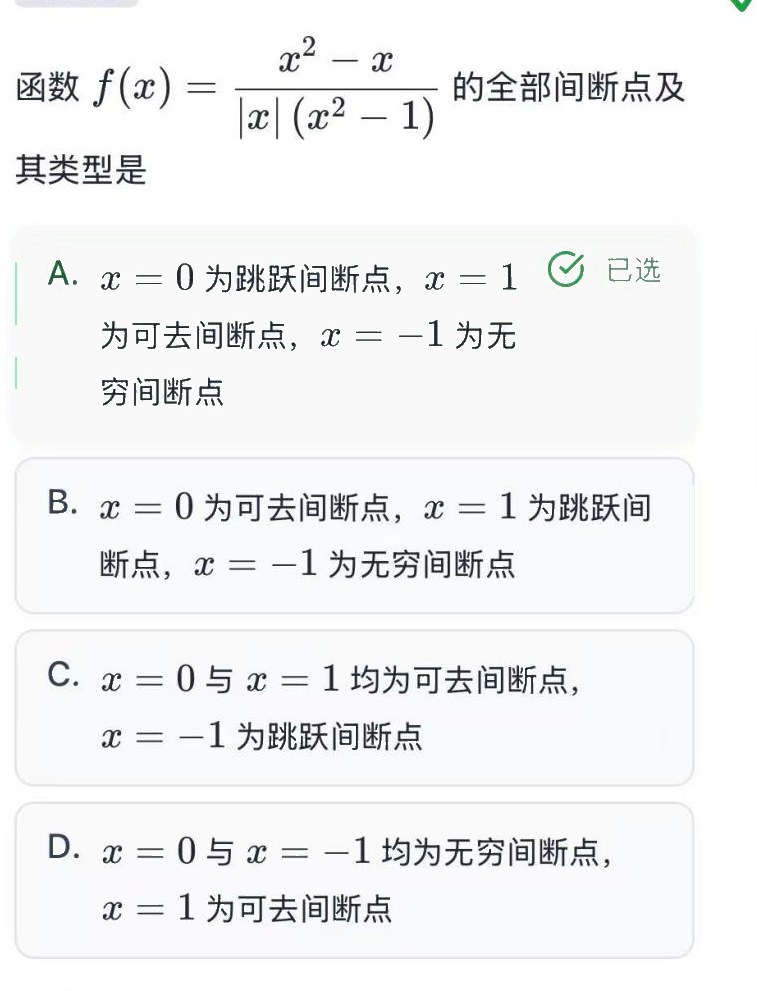 函数 f(x) = \frac{x^2 - x}{|x|(x^2 - 1)} 的全部间断点及
其类型是
A. x = 0 为跳跃间断点，x = 1 已选
为可去间断点，x = −1 为无
穷间断点
B. x = 0 为可去间断点，x = 1 为跳跃间
断点，x = −1 为无穷间断点
C. x = 0 与 x = 1 均为可去间断点，
x = −1 为跳跃间断点
D. x = 0 与 x = −1 均为无穷间断点，
x = 1 为可去间断点